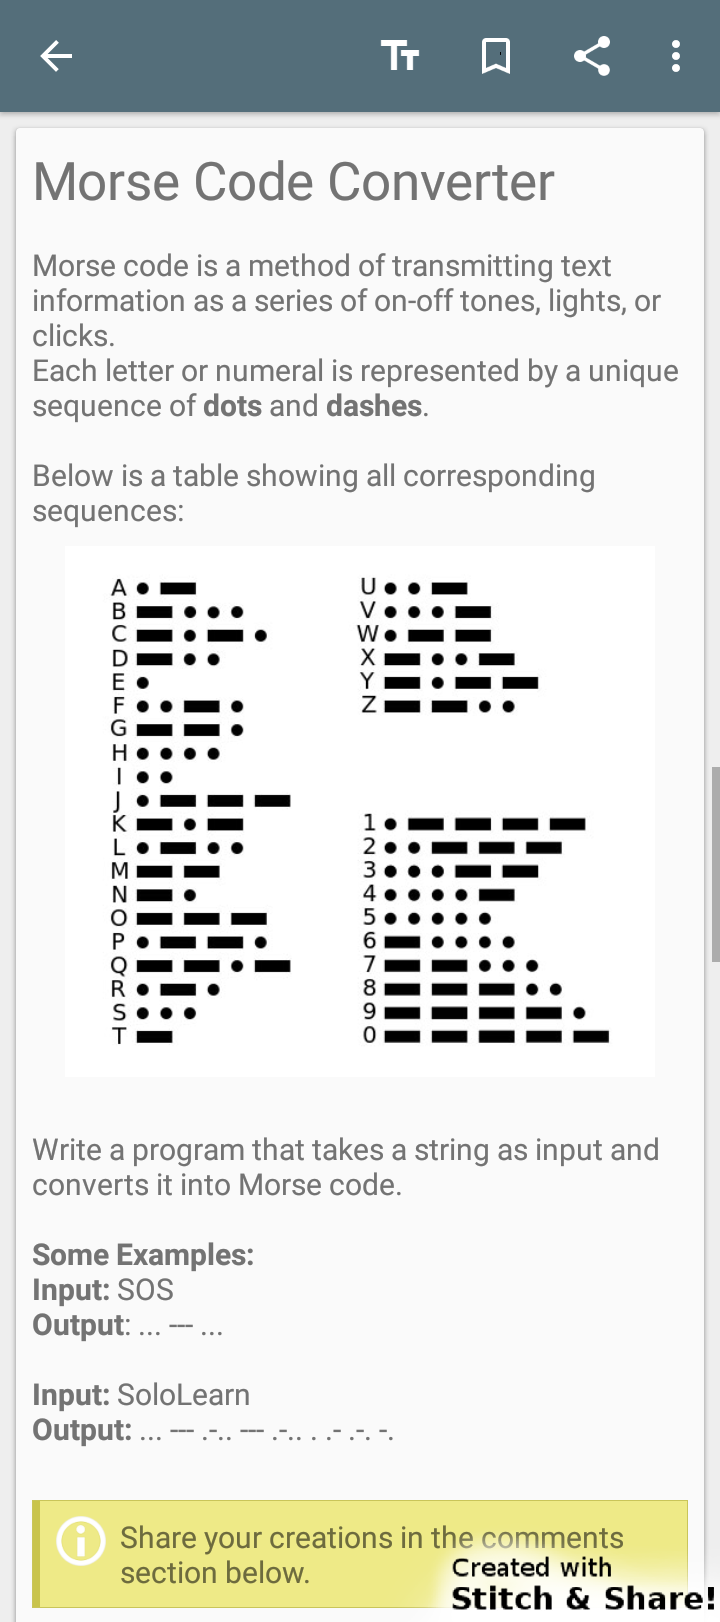 Morse Code Converter
Morse code is a method of transmitting text
information as a series of on-off tones, lights, or
clicks.
Each letter or numeral is represented by a unique
sequence of dots and dashes.
Below is a table showing all corresponding
sequences:
A • ▬
B ▬ • • •
C ▬ • ▬ •
D ▬ • •
E •
F • • ▬ •
G ▬ ▬ •
H • • • •
I • •
J • ▬ ▬ ▬
K ▬ • ▬
L • ▬ • •
M ▬ ▬
N ▬ •
O ▬ ▬ ▬
P • ▬ ▬ •
Q ▬ ▬ • ▬
R • ▬ •
S • • •
T ▬
U • • ▬
V • • • ▬
W • ▬ ▬
X ▬ • • ▬
Y ▬ • ▬ ▬
Z ▬ ▬ • •
1 • ▬ ▬ ▬ ▬
2 • • ▬ ▬ ▬
3 • • • ▬ ▬
4 • • • • ▬
5 • • • • •
6 ▬ • • • •
7 ▬ ▬ • • •
8 ▬ ▬ ▬ • •
9 ▬ ▬ ▬ ▬ •
0 ▬ ▬ ▬ ▬ ▬
Write a program that takes a string as input and
converts it into Morse code.
Some Examples:
Input: SOS
Output: ... --- ...
Input: SoloLearn
Output: ... --- .-.. --- .-.. . .- .-. -.
Share your creations in the comments
section below.
Created with
Stitch & Share!